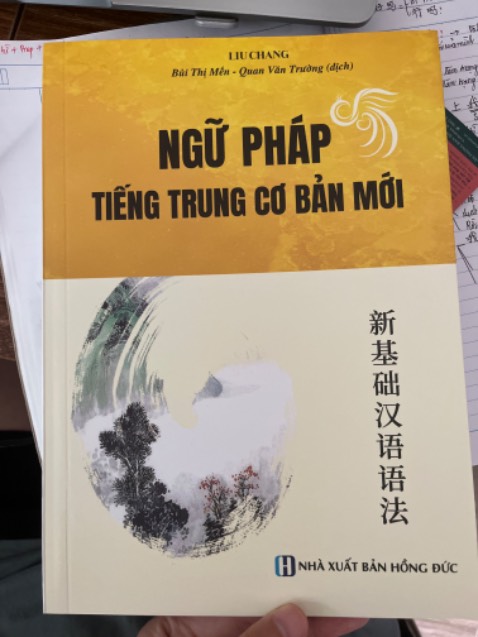 LIU CHANG
Bùi Thị Mến - Quan Văn Trường (dịch)
NGỮ PHÁP
TIẾNG TRUNG CƠ BẢN MỚI
新基础汉语语法
NHÀ XUẤT BẢN HỒNG ĐỨC